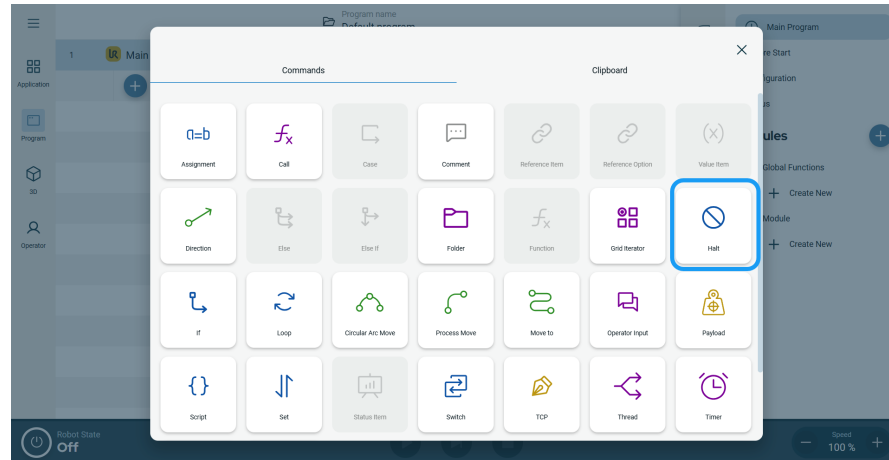 Program name
Default program
Main Program
1
UR
Main
Commands
Clipboard
Application
Program
3D
Operator
a=b
Assignment
Call
Case
Comment
Reference Item
Reference Option
Value Item
Direction
Else
Else If
Folder
Function
Grid Iterator
Halt
If
Loop
Circular Arc Move
Process Move
Move to
Operator Input
Payload
Script
Set
Status Item
Switch
TCP
Thread
Timer
re Start
iguration
us
ules
Global Functions
Create New
Module
Create New
Robot State
Off
Speed
100 %